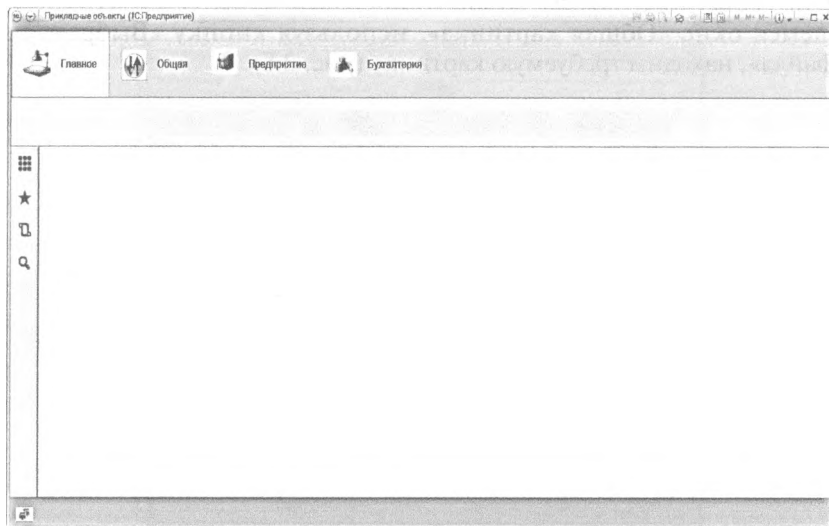 Прикладные объекты (1С:Предприятие)
М М+ М-
Главное Общая Предприятие Бухгалтерия